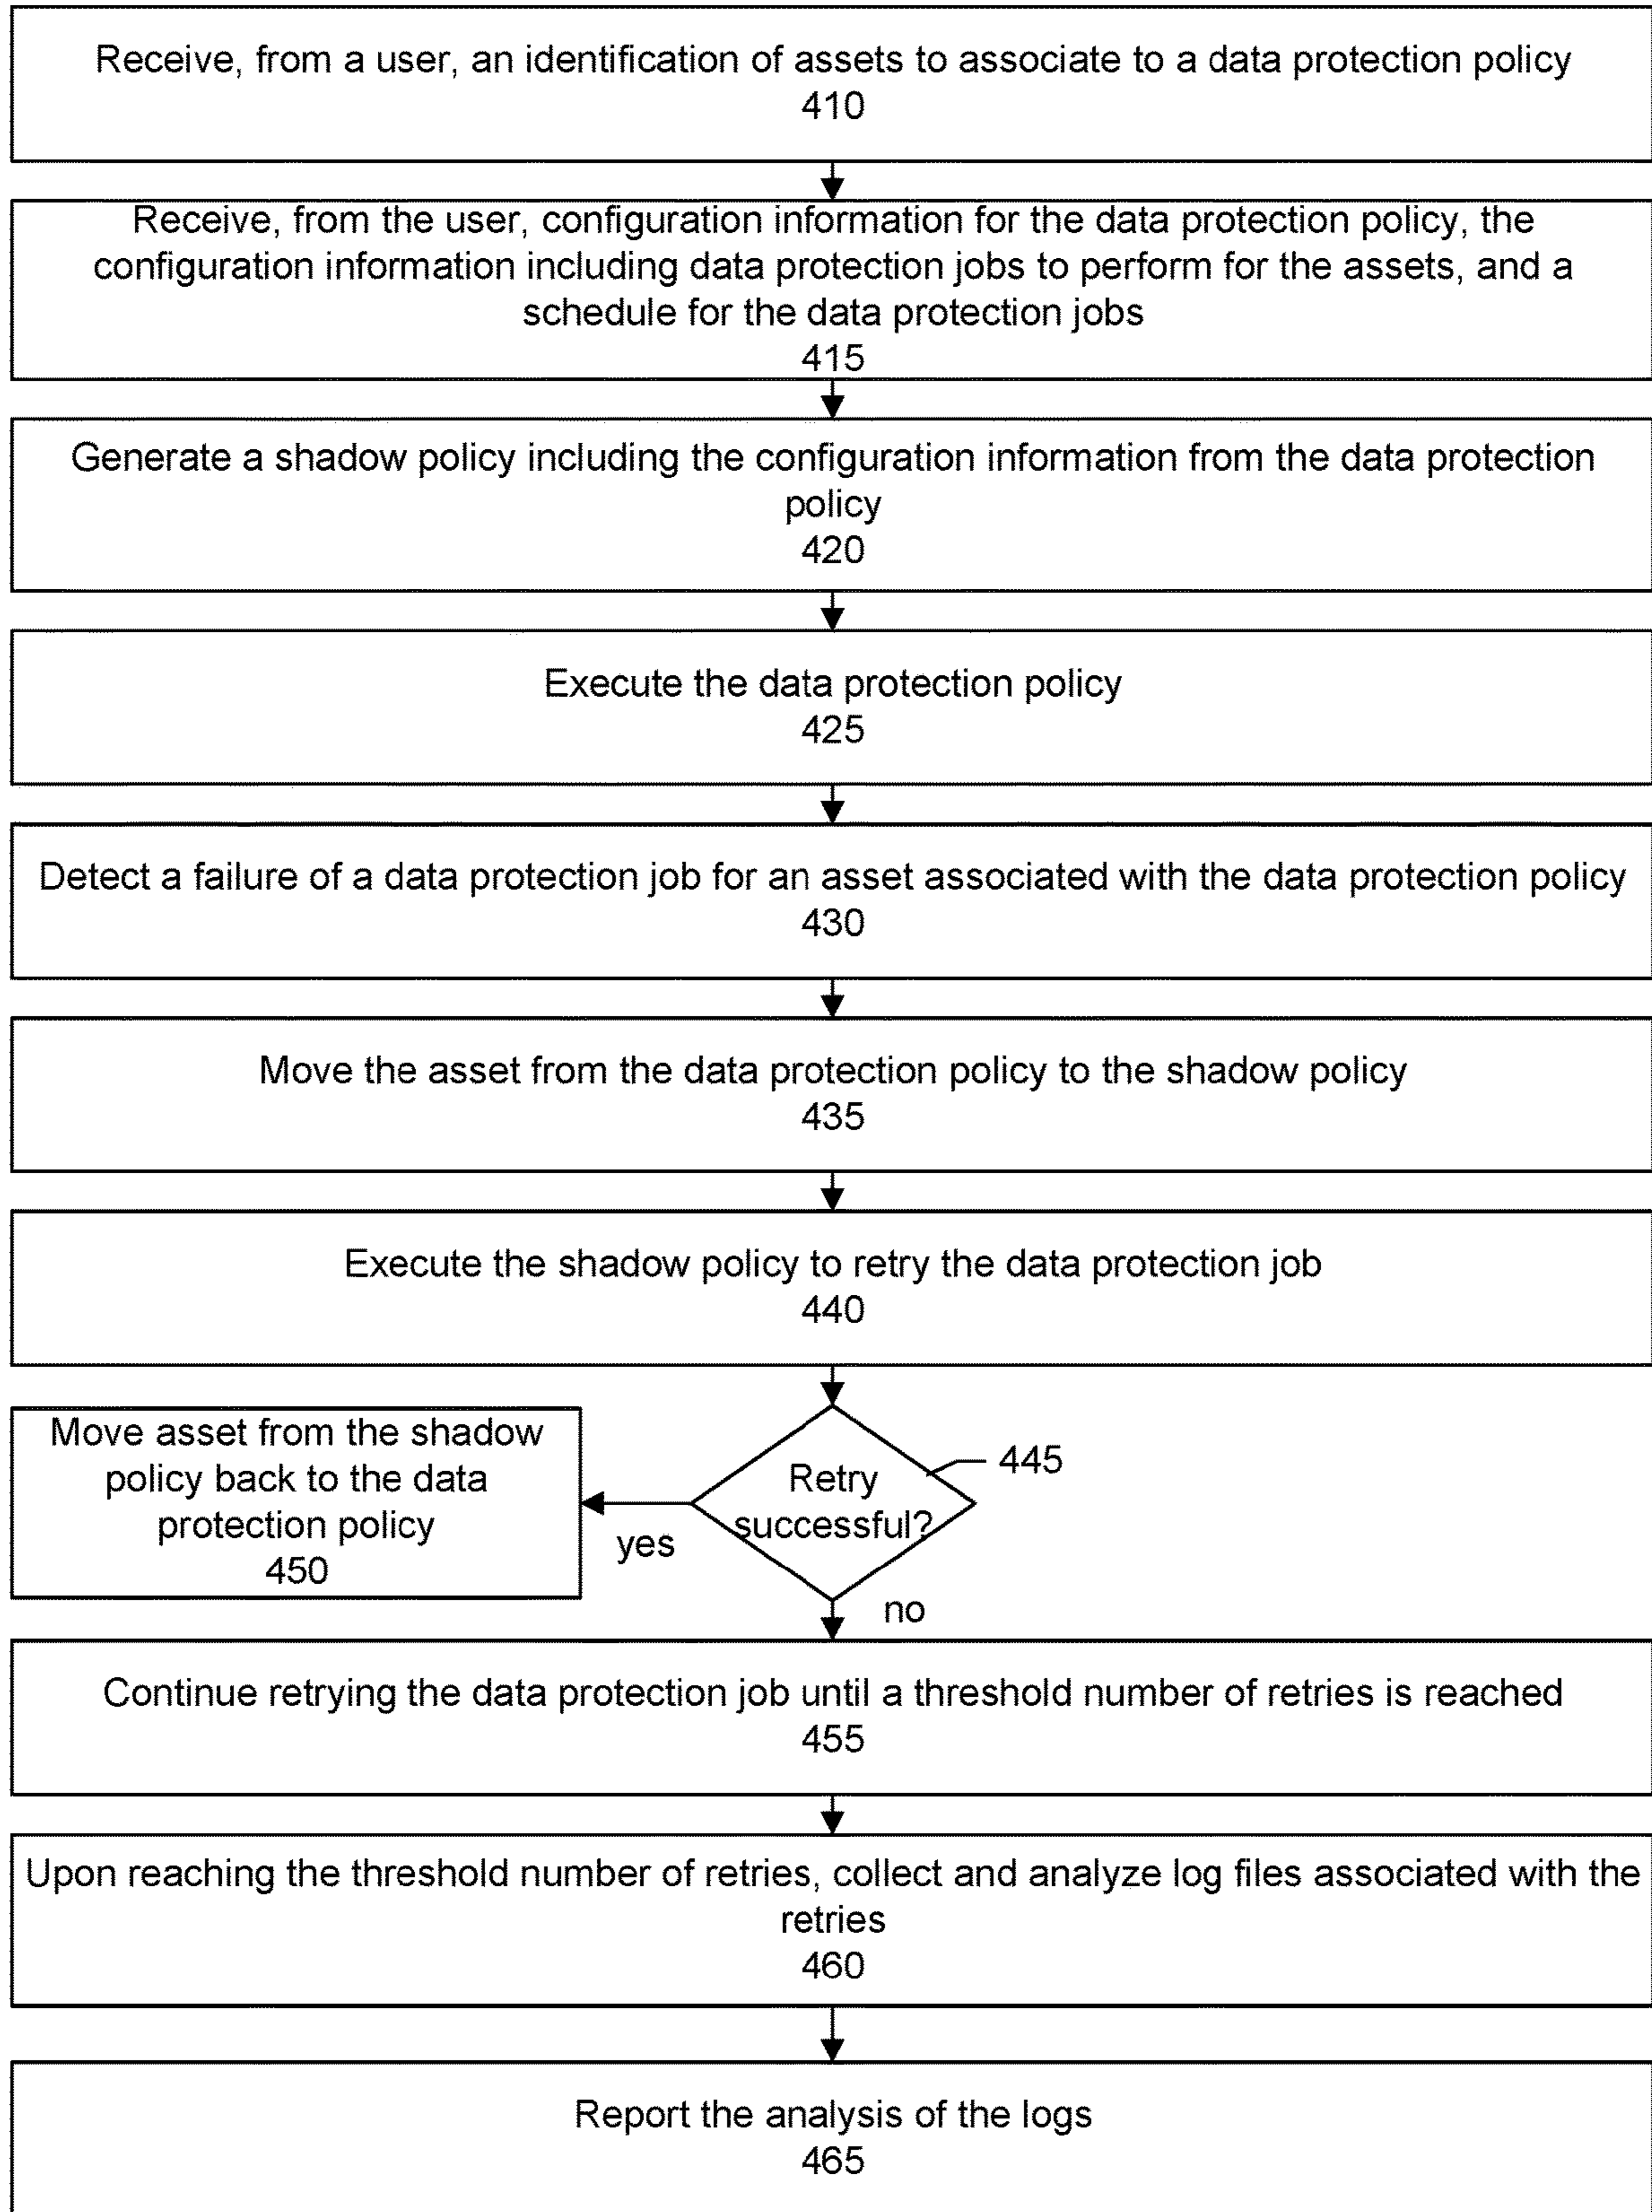 Receive, from a user, an identification of assets to associate to a data protection policy
410
Receive, from the user, configuration information for the data protection policy, the
configuration information including data protection jobs to perform for the assets, and a
schedule for the data protection jobs
415
Generate a shadow policy including the configuration information from the data protection
policy
420
Execute the data protection policy
425
Detect a failure of a data protection job for an asset associated with the data protection policy
430
Move the asset from the data protection policy to the shadow policy
435
Execute the shadow policy to retry the data protection job
440
Retry
successful?
445
yes
Move asset from the shadow
policy back to the data
protection policy
450
no
Continue retrying the data protection job until a threshold number of retries is reached
455
Upon reaching the threshold number of retries, collect and analyze log files associated with the
retries
460
Report the analysis of the logs
465